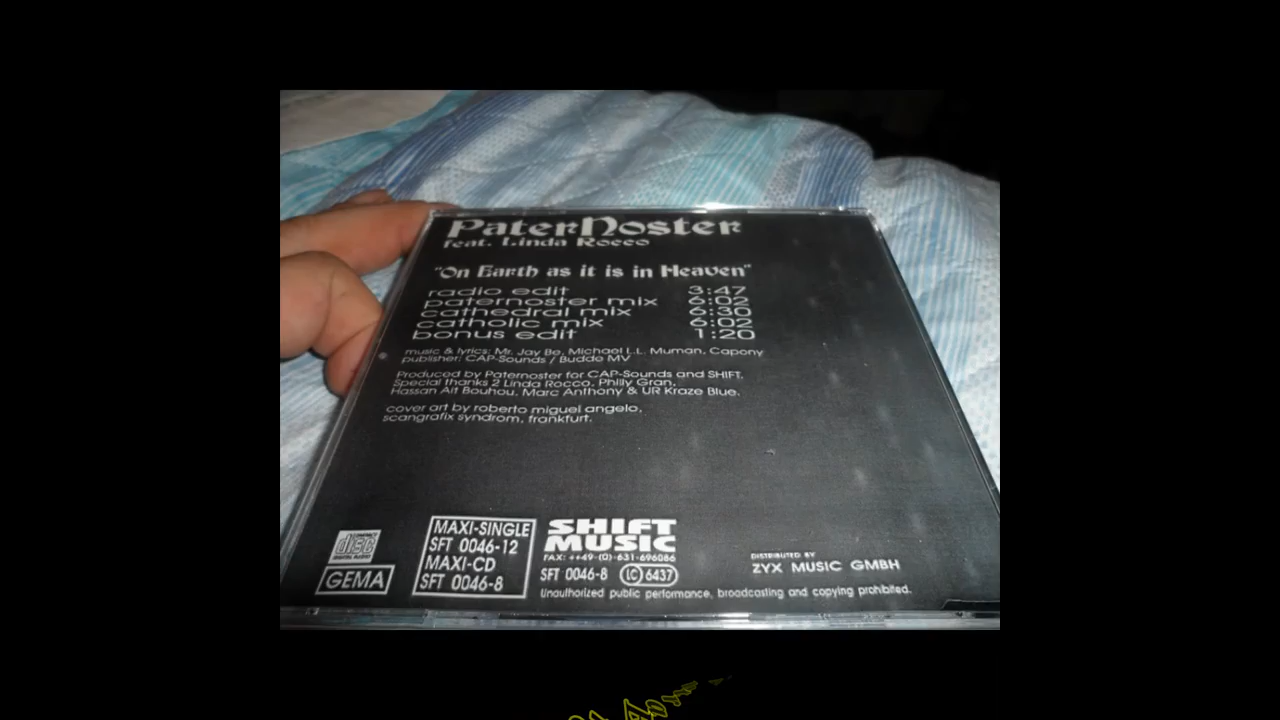 PaterNoster
feat. Linda Rocco
"On Earth as it is in Heaven"
radio edit 3:47
paternoster mix 6:02
cathedral mix 6:30
catholic mix 6:02
bonus edit 1:20
music & lyrics: Mr. Jay Be, Michael L.L. Muman, Capony
publisher: CAP-Sounds / Budde MV
Produced by Paternoster for CAP-Sounds and SHIFT.
Special thanks 2 Linda Rocco, Philly Gran,
Hassan Ait Bouhou, Marc Anthony & UR Kraze Blue.
cover art by roberto miguel angelo,
scangrafix syndrom, frankfurt.
COMPACT
disc
DIGITAL AUDIO
GEMA
MAXI-SINGLE
SFT 0046-12
MAXI-CD
SFT 0046-8
SHIFT
MUSIC
FAX: ++49-(0)-631-696086
SFT 0046-8 LC 6437
DISTRIBUTED BY
ZYX MUSIC GMBH
Unauthorized public performance, broadcasting and copying prohibited.